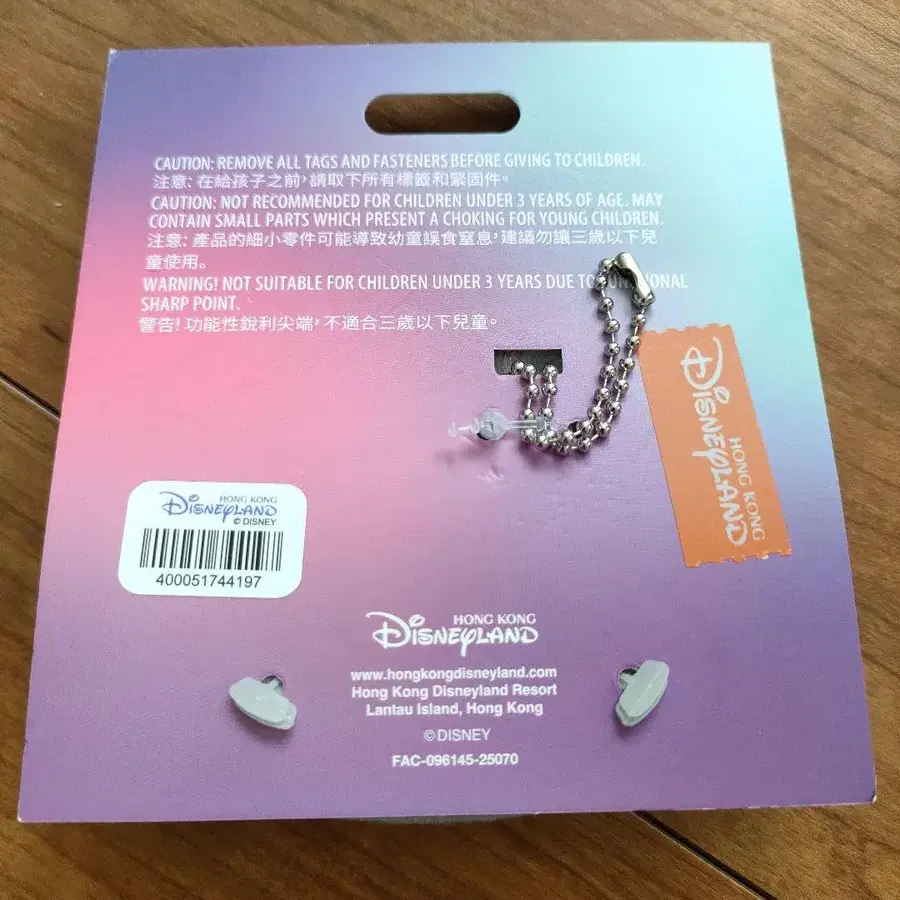 CAUTION: REMOVE ALL TAGS AND FASTENERS BEFORE GIVING TO CHILDREN.
注意: 在給孩子之前,請取下所有標籤和緊固件。
CAUTION: NOT RECOMMENDED FOR CHILDREN UNDER 3 YEARS OF AGE. MAY
CONTAIN SMALL PARTS WHICH PRESENT A CHOKING FOR YOUNG CHILDREN.
注意: 產品的細小零件可能導致幼童誤食窒息,建議勿讓三歲以下兒
童使用。
WARNING! NOT SUITABLE FOR CHILDREN UNDER 3 YEARS DUE TO
SHARP POINT.
警告! 功能性銳利尖端,不適合三歲以下兒童。
HONG KONG
DISNEYLAND
HONG KONG
DISNEYLAND
© DISNEY
400051744197
HONG KONG
DISNEYLAND
www.hongkongdisneyland.com
Hong Kong Disneyland Resort
Lantau Island, Hong Kong
©DISNEY
FAC-096145-25070